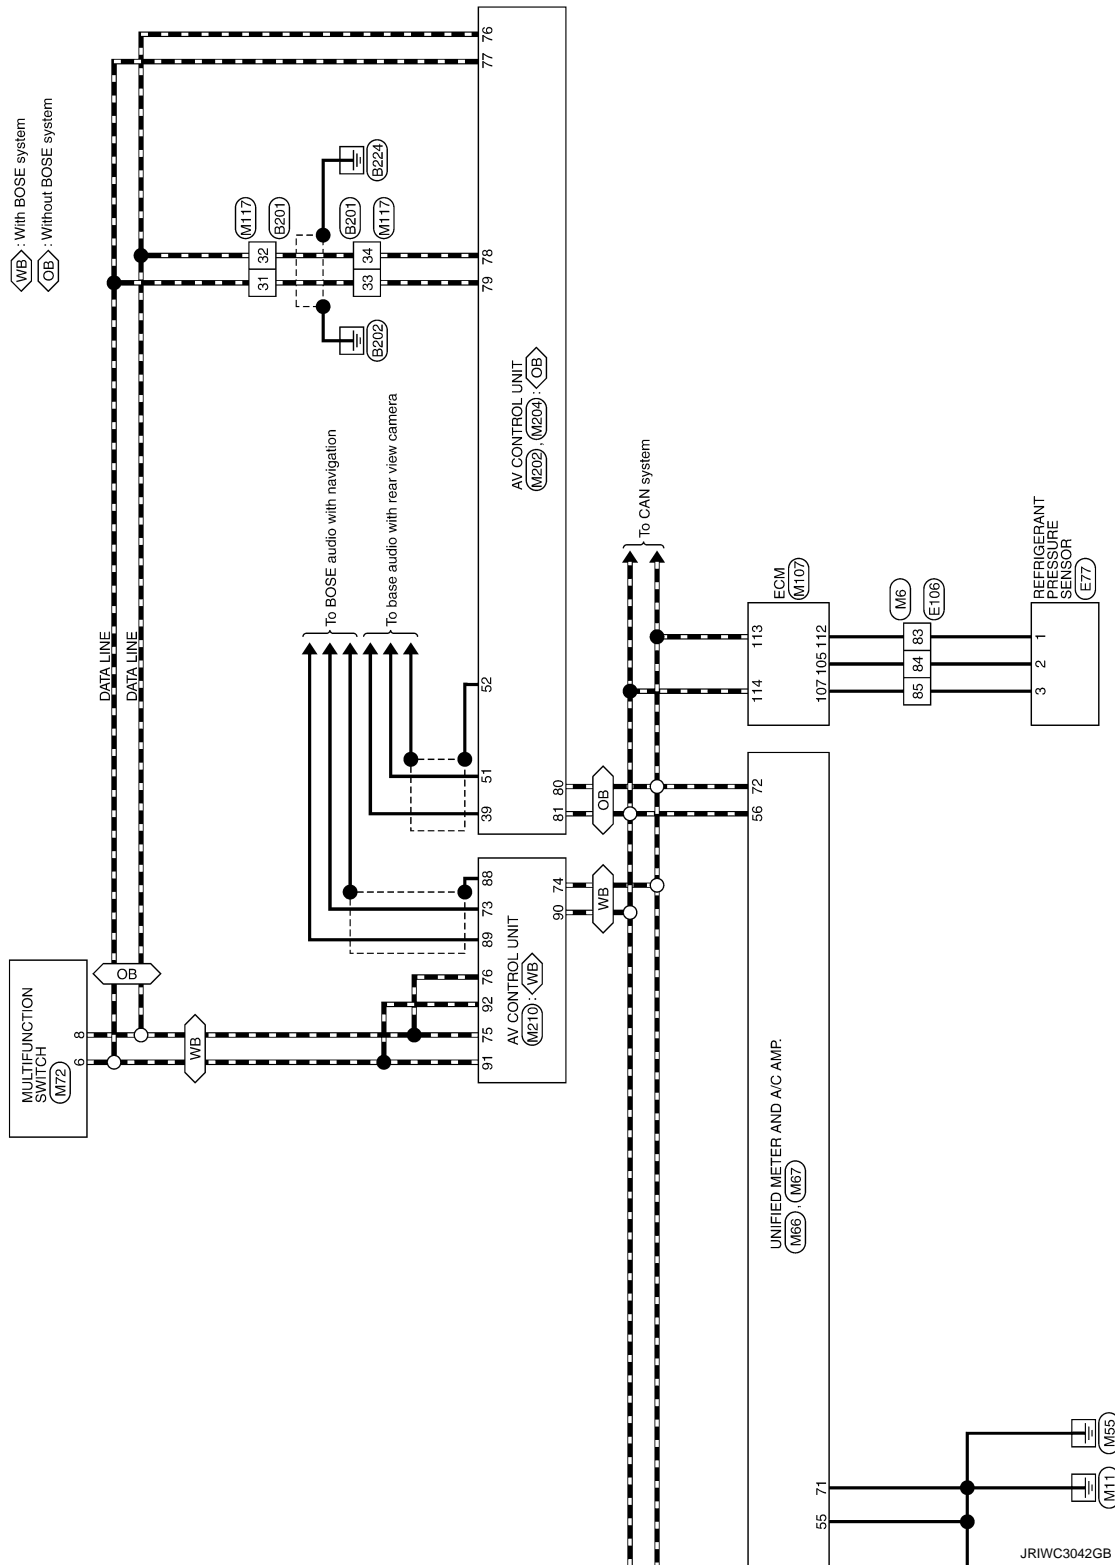 WB : With BOSE system
OB : Without BOSE system
DATA LINE
DATA LINE
MULTIFUNCTION
SWITCH
M72
6
8
OB
WB
91
75
92
76
89
73
88
AV CONTROL UNIT
M210 : WB
90
74
WB
To BOSE audio with navigation
To base audio with rear view camera
39
51
52
79
78
77
76
AV CONTROL UNIT
M202 , M204 : OB
81
80
OB
B202
B224
31
32
M117
B201
33
34
B201
M117
To CAN system
ECM
M107
114
113
107
105
112
85
84
83
M6
E106
3
2
1
REFRIGERANT
PRESSURE
SENSOR
E77
56
72
UNIFIED METER AND A/C AMP.
M66 , M67
55
71
M11
M55
JRIWC3042GB